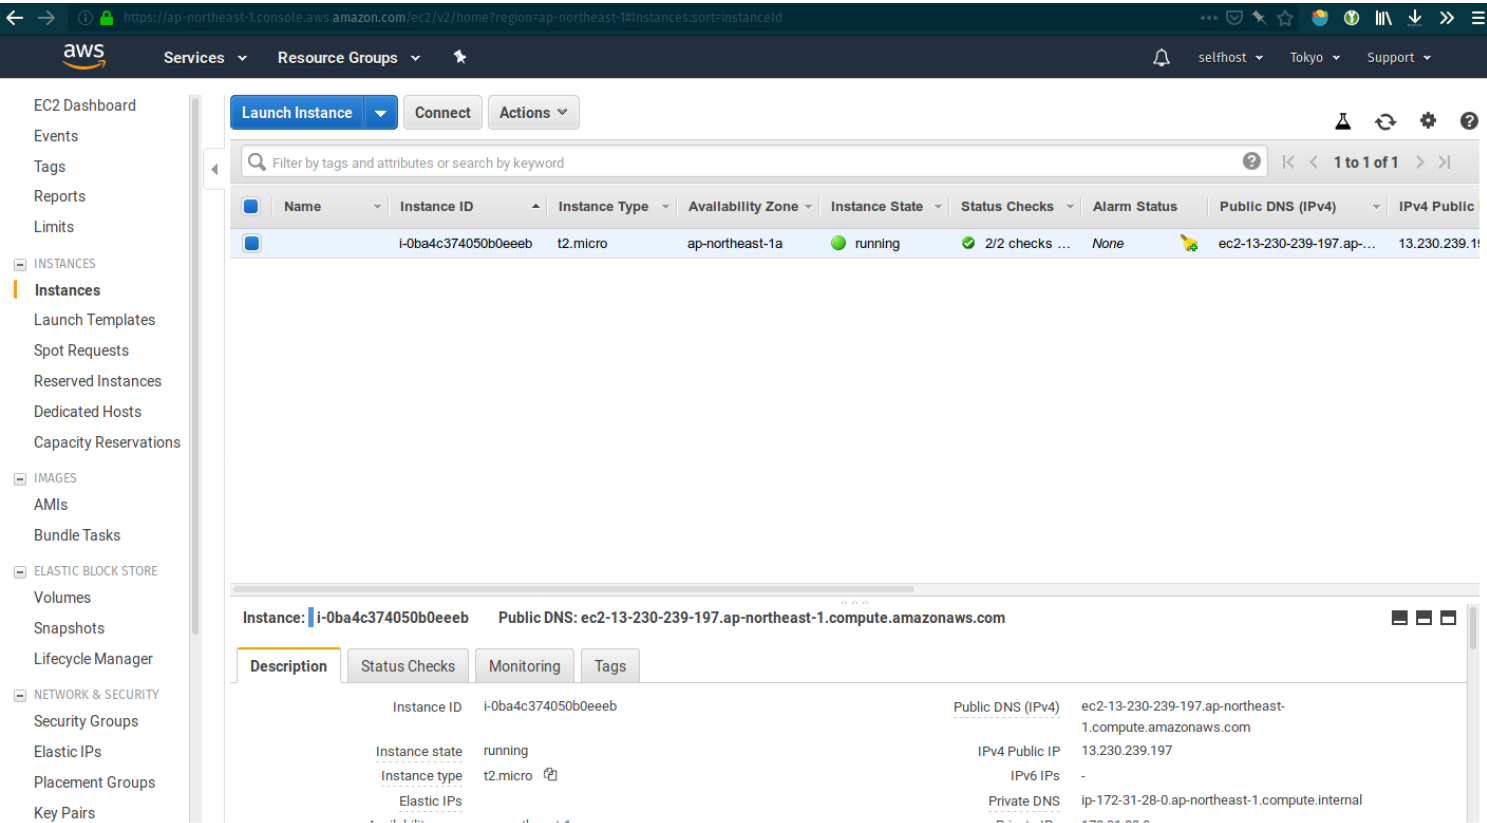 https://ap-northeast-1.console.aws.amazon.com/ec2/v2/home?region=ap-northeast-1#Instances:sort=instanceId
aws Services Resource Groups selfhost Tokyo Support
EC2 Dashboard
Events
Tags
Reports
Limits
INSTANCES
Instances
Launch Templates
Spot Requests
Reserved Instances
Dedicated Hosts
Capacity Reservations
IMAGES
AMIs
Bundle Tasks
ELASTIC BLOCK STORE
Volumes
Snapshots
Lifecycle Manager
NETWORK & SECURITY
Security Groups
Elastic IPs
Placement Groups
Key Pairs
Launch Instance Connect Actions
Filter by tags and attributes or search by keyword 1 to 1 of 1
Name Instance ID Instance Type Availability Zone Instance State Status Checks Alarm Status Public DNS (IPv4) IPv4 Public
i-0ba4c374050b0eeeb t2.micro ap-northeast-1a running 2/2 checks ... None ec2-13-230-239-197.ap-... 13.230.239.19
Instance: i-0ba4c374050b0eeeb Public DNS: ec2-13-230-239-197.ap-northeast-1.compute.amazonaws.com
Description Status Checks Monitoring Tags
Instance ID i-0ba4c374050b0eeeb
Instance state running
Instance type t2.micro
Elastic IPs
Public DNS (IPv4) ec2-13-230-239-197.ap-northeast-
1.compute.amazonaws.com
IPv4 Public IP 13.230.239.197
IPv6 IPs -
Private DNS ip-172-31-28-0.ap-northeast-1.compute.internal